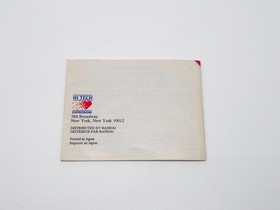 HI TECH
EXPRESSIONS
584 Broadway
New York, New York 10012
DISTRIBUTED BY BANDAI
DISTRIBUE PAR BANDAI
Printed in Japan
Imprimé au Japon